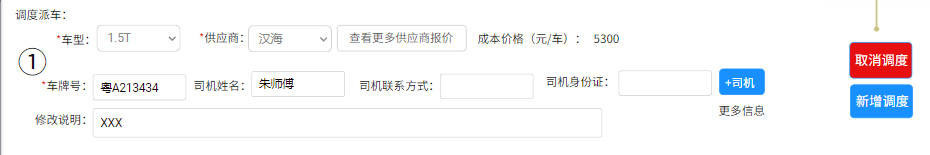 调度派车：
*车型： 1.5T *供应商： 汉海 查看更多供应商报价 成本价格（元/车）： 5300
①
取消调度
*车牌号： 粤A213434 司机姓名： 朱师傅 司机联系方式： 司机身份证： +司机
新增调度
更多信息
修改说明： XXX